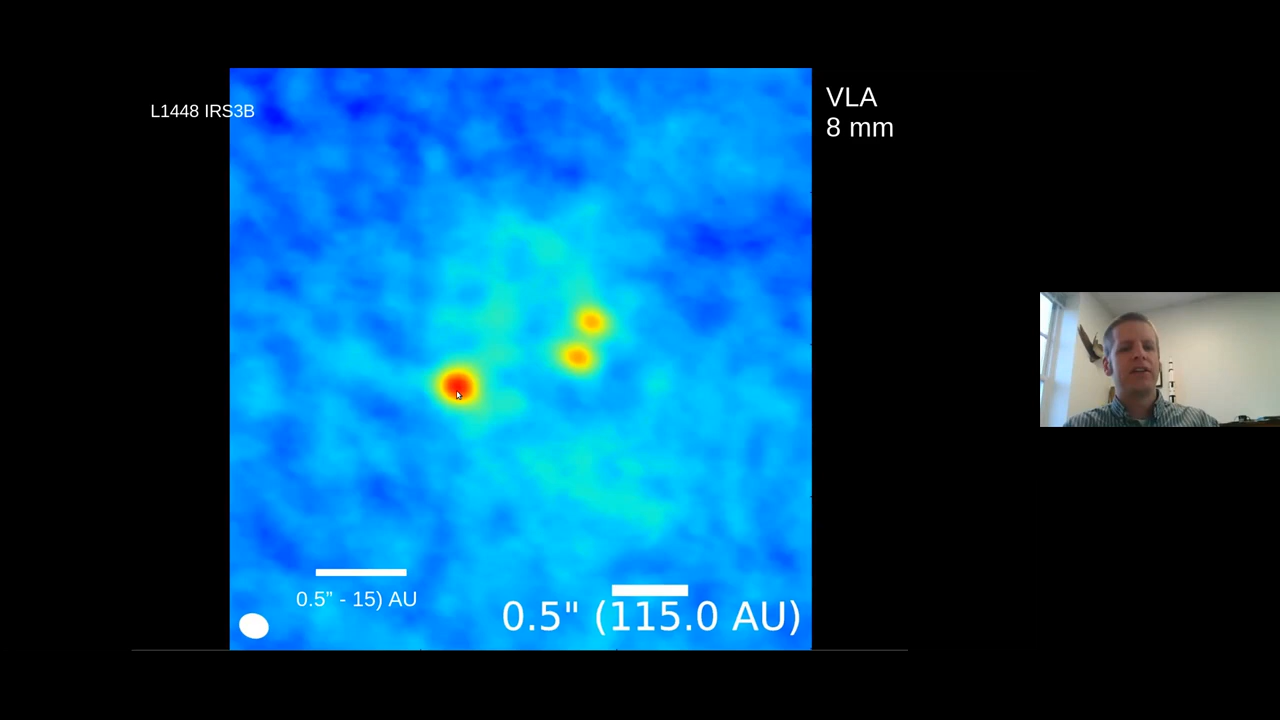 L1448 IRS3B
VLA
8 mm
0.5" - 15) AU
0.5" (115.0 AU)